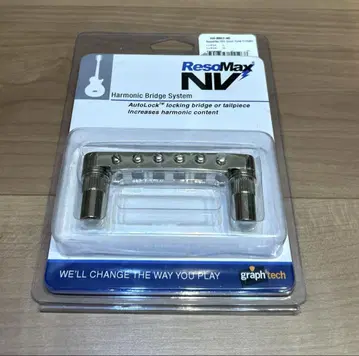 ResoMax
NV
Harmonic Bridge System
AutoLock™ locking bridge or tailpiece
Increases harmonic content
WE'LL CHANGE THE WAY YOU PLAY
graphtech